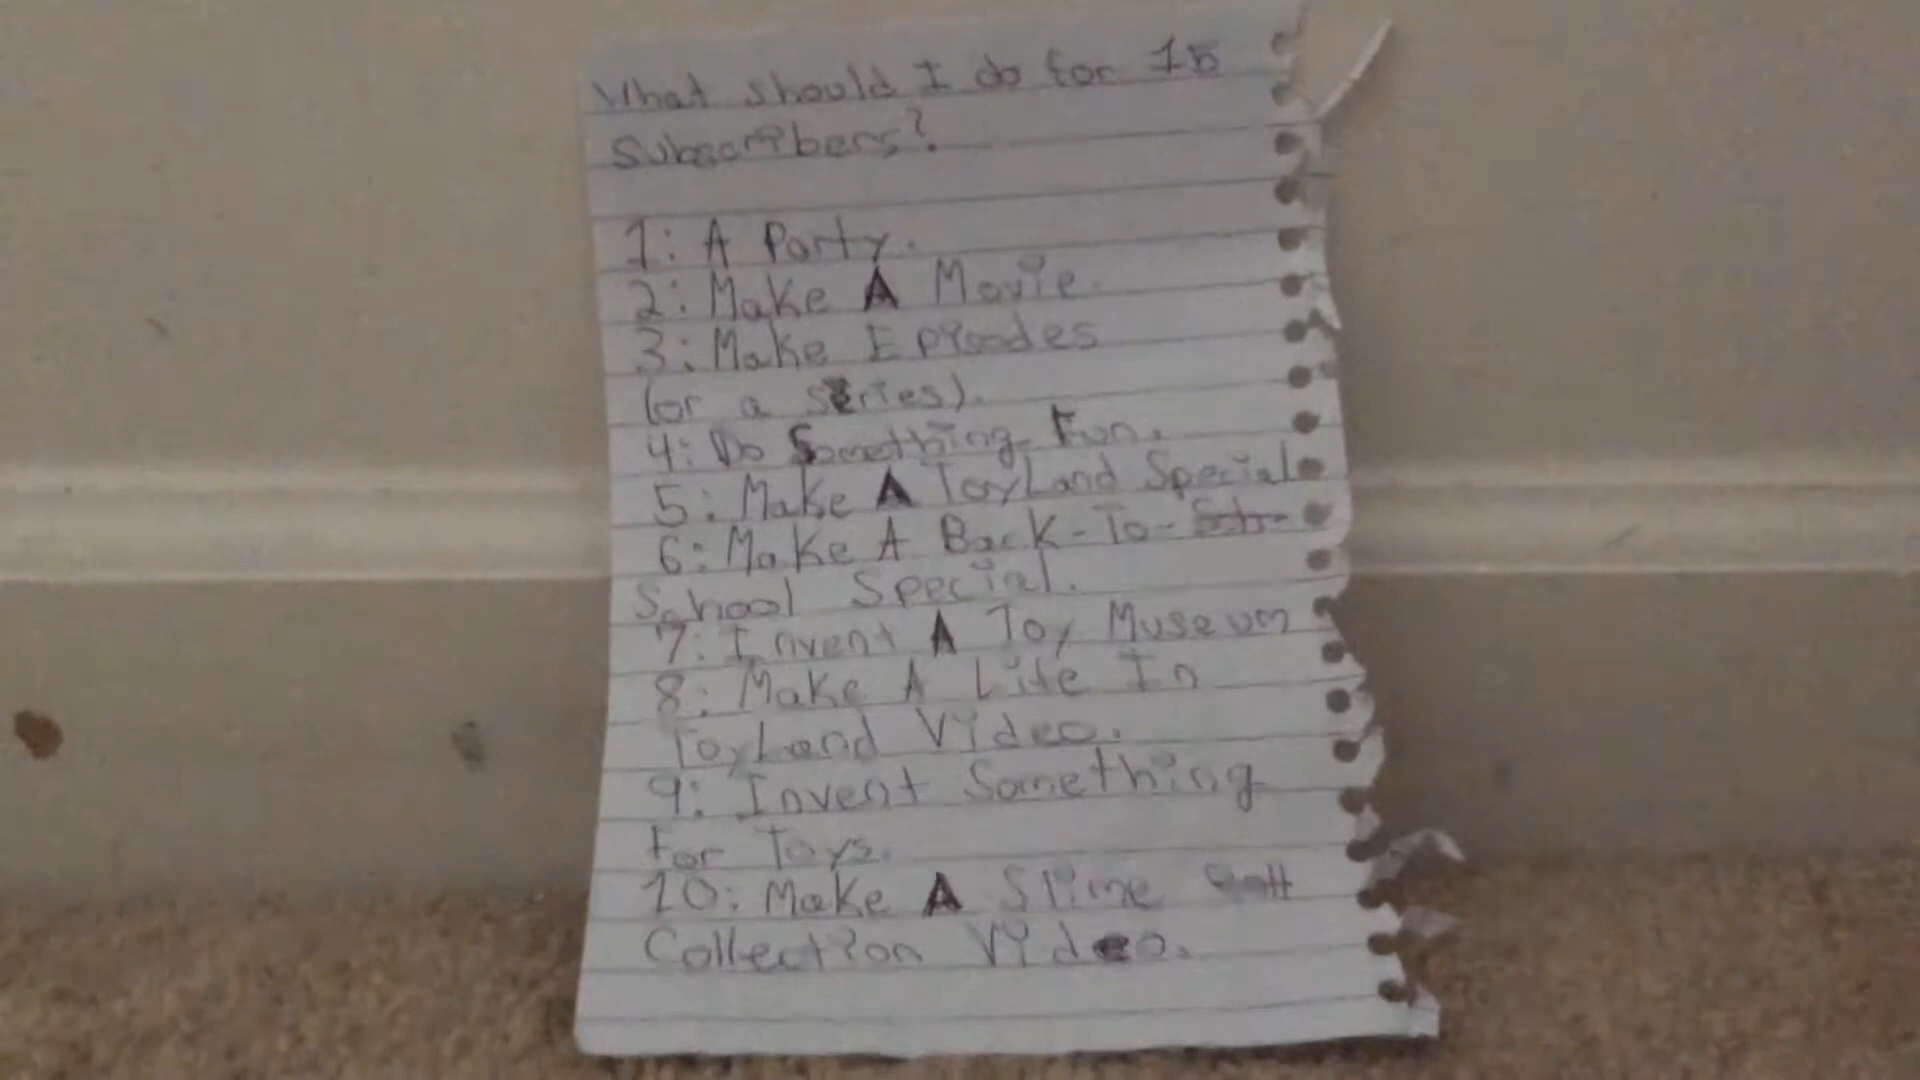 What should I do for 15
Subscribers?
1: A Party.
2: Make A Movie.
3: Make Episodes
(or a series).
4: Do Something Fun.
5: Make A ToyLand Special
6: Make A Back-To-
School Special.
7: Invent A Toy Museum
8: Make A Life In
ToyLand Video.
9: Invent Something
For Toys.
10: Make A Slime
Collection Video.